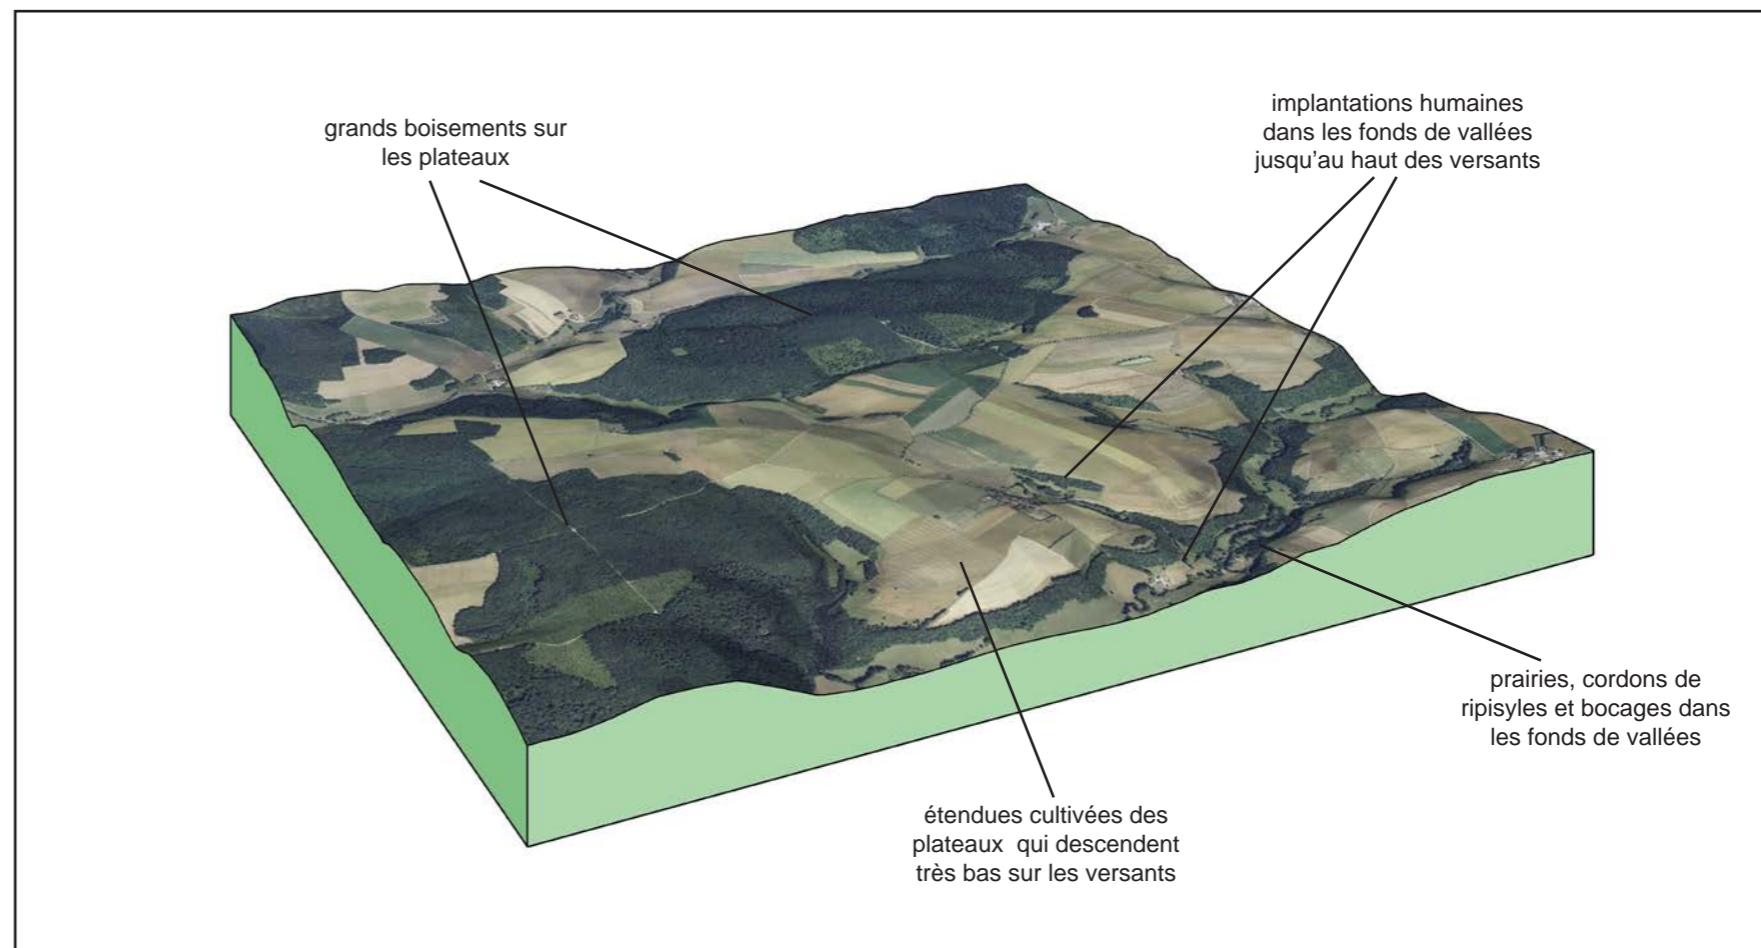 grands boisements sur
les plateaux
implantations humaines
dans les fonds de vallées
jusqu'au haut des versants
prairies, cordons de
ripisyles et bocages dans
les fonds de vallées
étendues cultivées des
plateaux  qui descendent
très bas sur les versants